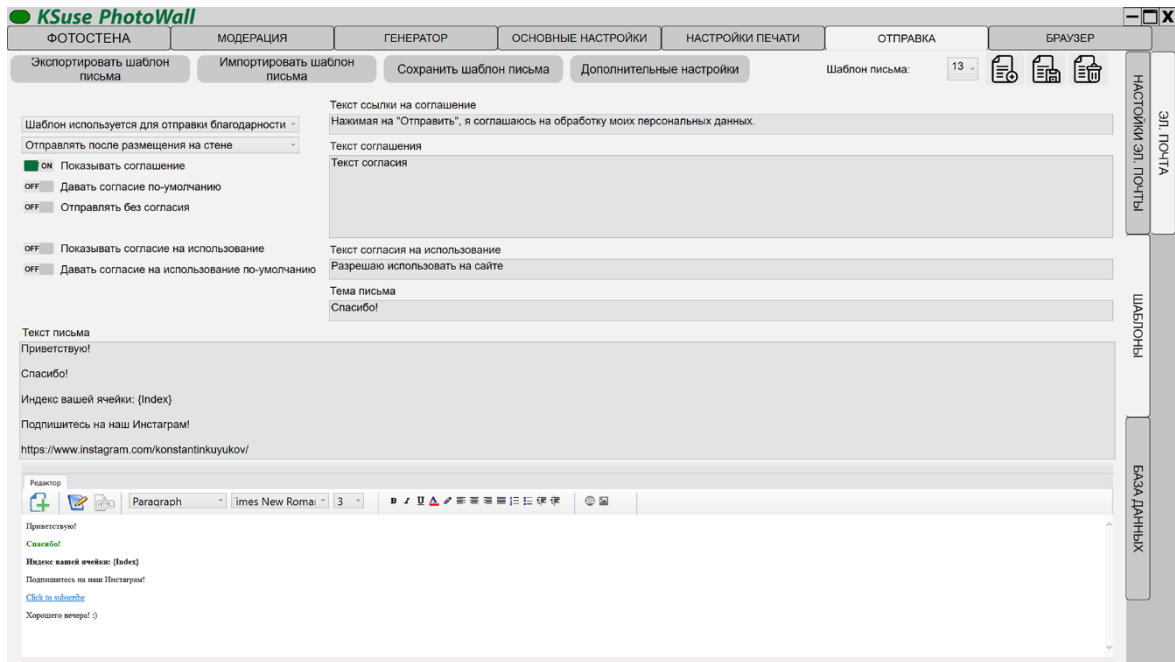 KSuse PhotoWall
ФОТОСТЕНА
МОДЕРАЦИЯ
ГЕНЕРАТОР
ОСНОВНЫЕ НАСТРОЙКИ
НАСТРОЙКИ ПЕЧАТИ
ОТПРАВКА
БРАУЗЕР
Экспортировать шаблон
письма
Импортировать шаблон
письма
Сохранить шаблон письма
Дополнительные настройки
Шаблон письма:
13
Текст ссылки на соглашение
Шаблон используется для отправки благодарности
Нажимая на "Отправить", я соглашаюсь на обработку моих персональных данных.
Отправлять после размещения на стене
Текст соглашения
ON Показывать соглашение
Текст согласия
OFF Давать согласие по-умолчанию
OFF Отправлять без согласия
OFF Показывать согласие на использование
Текст согласия на использование
OFF Давать согласие на использование по-умолчанию
Разрешаю использовать на сайте
Тема письма
Спасибо!
Текст письма
Приветствую!
Спасибо!
Индекс вашей ячейки: {Index}
Подпишитесь на наш Инстаграм!
https://www.instagram.com/konstantinkuyukov/
Редактор
HTML
Paragraph
imes New Romai
3
B I U A
Приветствую!
Спасибо!
Индекс вашей ячейки: {Index}
Подпишитесь на наш Инстаграм!
Click to subscribe
Хорошего вечера! :)
НАСТОЙКИ ЭЛ. ПОЧТЫ
ШАБЛОНЫ
БАЗА ДАННЫХ
ЭЛ. ПОЧТА